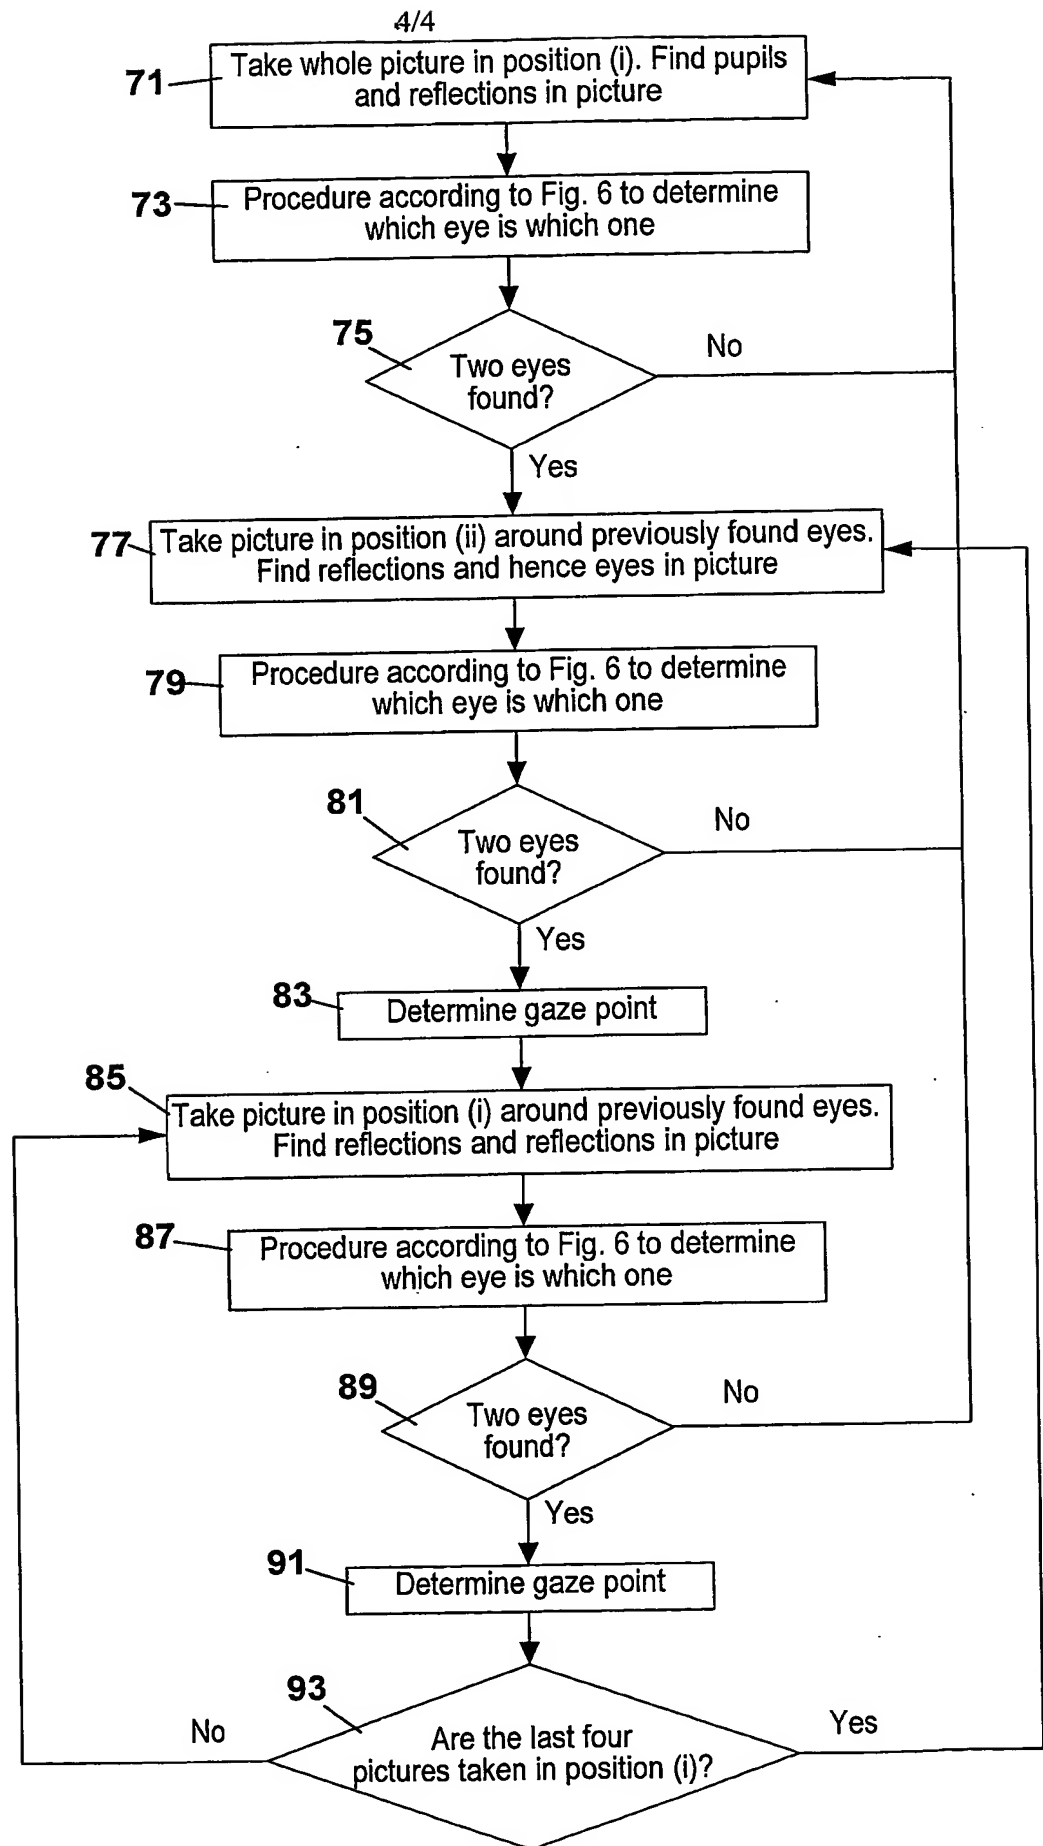 4/4
71
Take whole picture in position (i). Find pupils
and reflections in picture
73
Procedure according to Fig. 6 to determine
which eye is which one
75
Two eyes
found?
No
Yes
77
Take picture in position (ii) around previously found eyes.
Find reflections and hence eyes in picture
79
Procedure according to Fig. 6 to determine
which eye is which one
81
Two eyes
found?
No
Yes
83
Determine gaze point
85
Take picture in position (i) around previously found eyes.
Find reflections and reflections in picture
87
Procedure according to Fig. 6 to determine
which eye is which one
89
Two eyes
found?
No
Yes
91
Determine gaze point
93
No
Are the last four
pictures taken in position (i)?
Yes